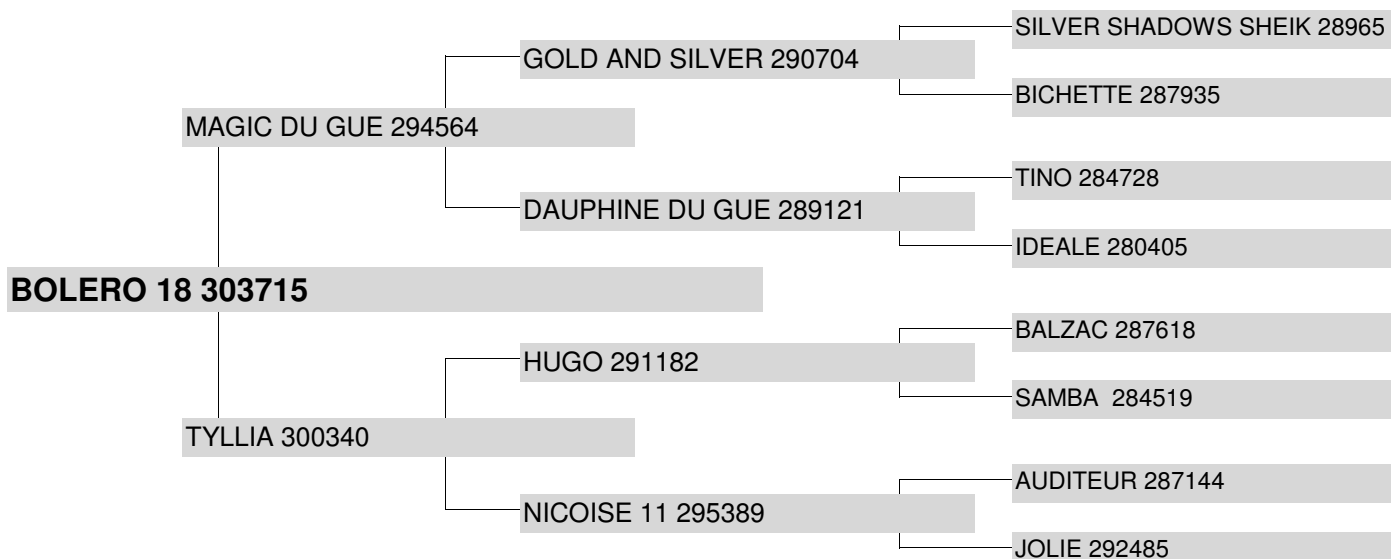 SILVER SHADOWS SHEIK 28965
GOLD AND SILVER 290704
BICHETTE 287935
MAGIC DU GUE 294564
TINO 284728
DAUPHINE DU GUE 289121
IDEALE 280405
BOLERO 18 303715
BALZAC 287618
HUGO 291182
SAMBA  284519
TYLLIA 300340
AUDITEUR 287144
NICOISE 11 295389
JOLIE 292485